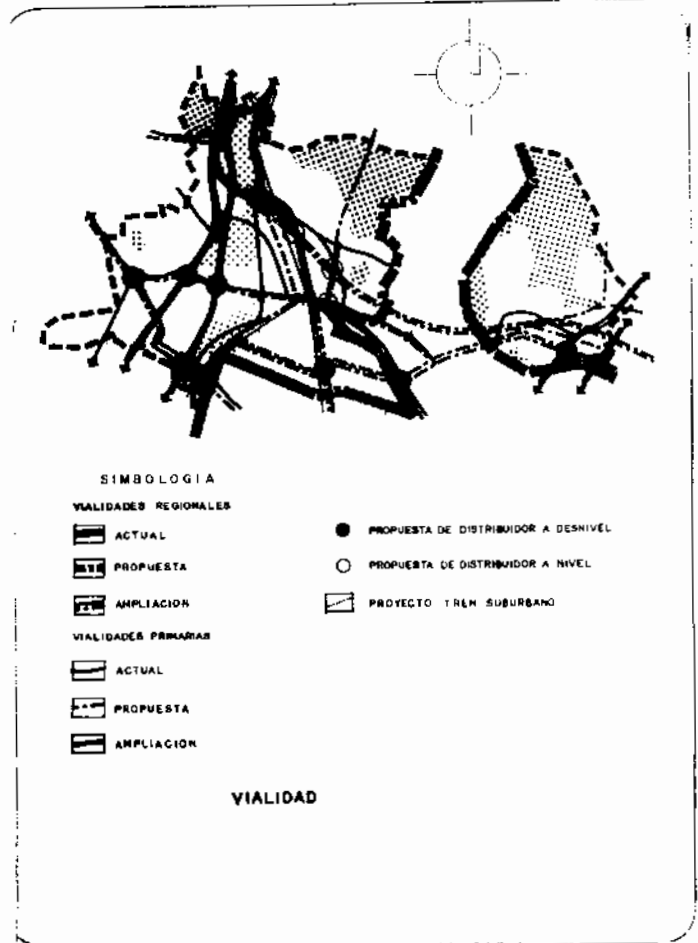 SIMBOLOGIA
VIALIDADES REGIONALES
ACTUAL
PROPUESTA
AMPLIACION
VIALIDADES PRIMARIAS
ACTUAL
PROPUESTA
AMPLIACION
PROPUESTA DE DISTRIBUIDOR A DESNIVEL
PROPUESTA DE DISTRIBUIDOR A NIVEL
PROYECTO TREN SUBURBANO
VIALIDAD